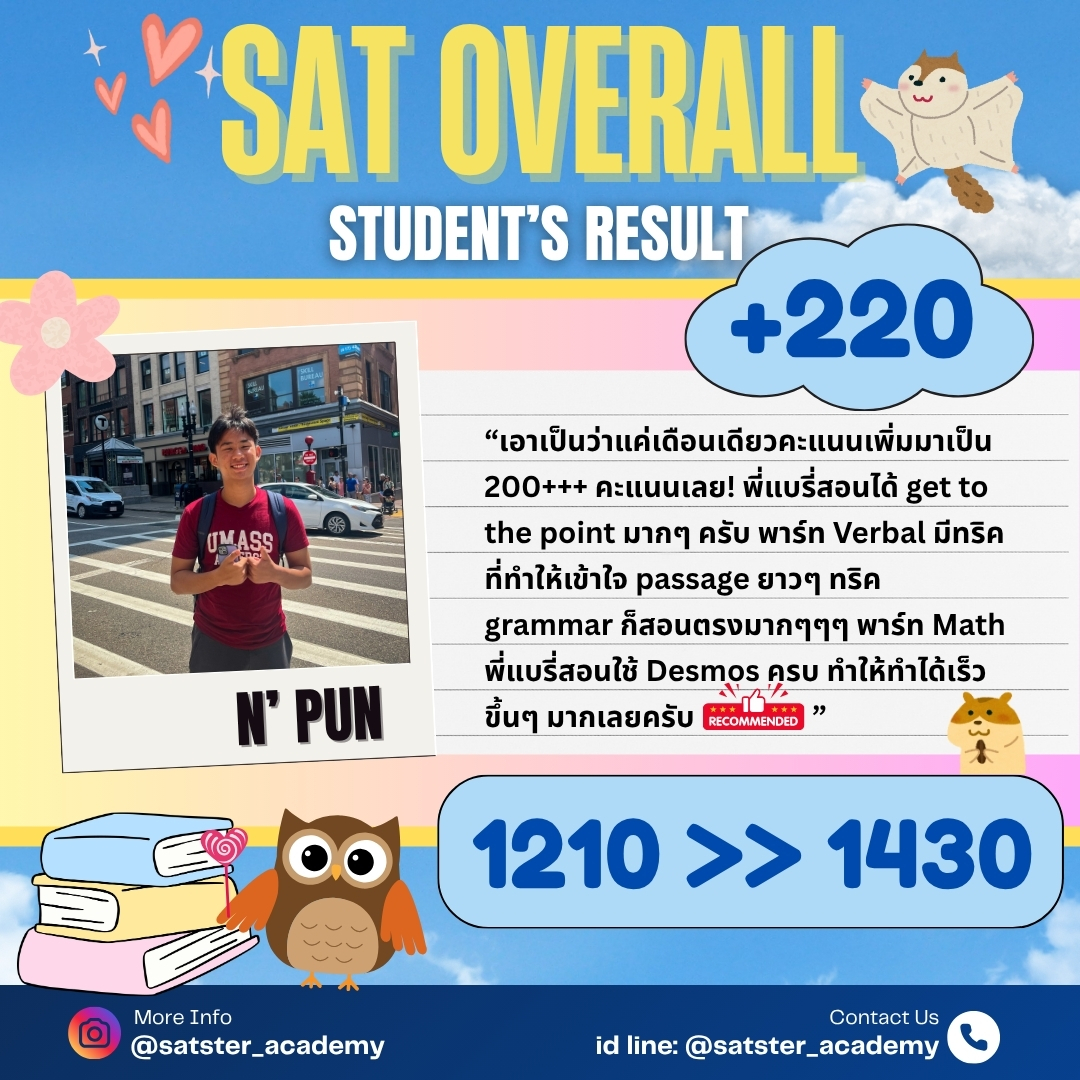 SAT OVERALL
STUDENT'S RESULT
+220
SKILL BUREAU
SKILL BUREAU
T
UMASS
“เอาเป็นว่าแค่เดือนเดียวคะแนนเพิ่มมาเป็น
200+++ คะแนนเลย! พี่แบรี่สอนได้ get to
the point มากๆ ครับ พาร์ท Verbal มีทริค
ที่ทำให้เข้าใจ passage ยาวๆ ทริค
grammar ก็สอนตรงมากๆๆๆ พาร์ท Math
พี่แบรี่สอนใช้ Desmos ครบ ทำให้ทำได้เร็ว
ขึ้นๆ มากเลยครับ RECOMMENDED ”
N' PUN
1210 >> 1430
More Info
@satster_academy
Contact Us
id line: @satster_academy